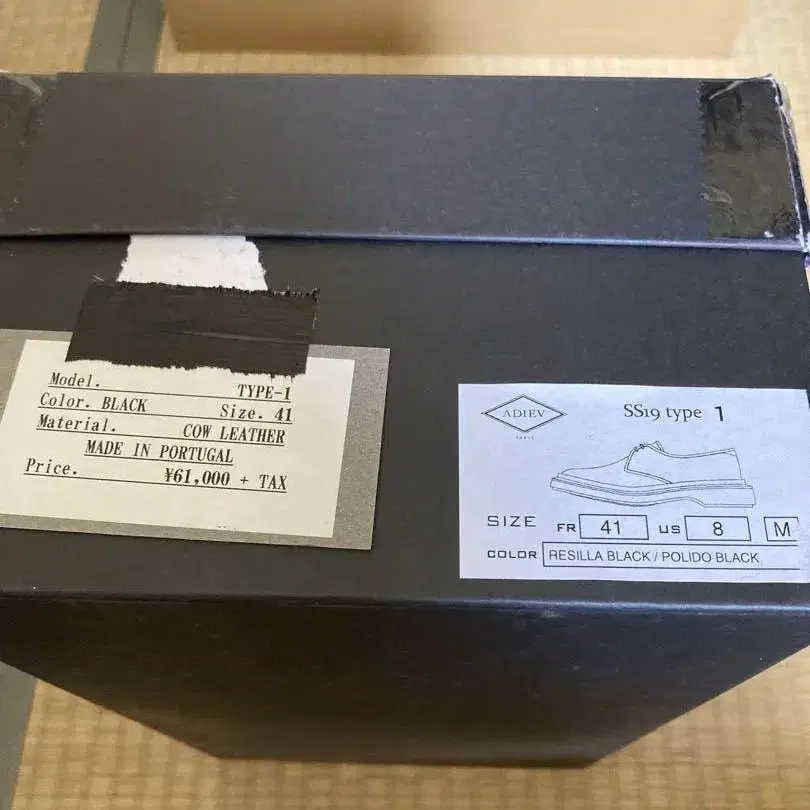 Model. TYPE-1
Color. BLACK Size. 41
Material. COW LEATHER
MADE IN PORTUGAL
Price. ¥61,000 + TAX
ADIEV
PARIS
SS19 type 1
SIZE FR 41 US 8 M
COLOR RESILLA BLACK / POLIDO BLACK